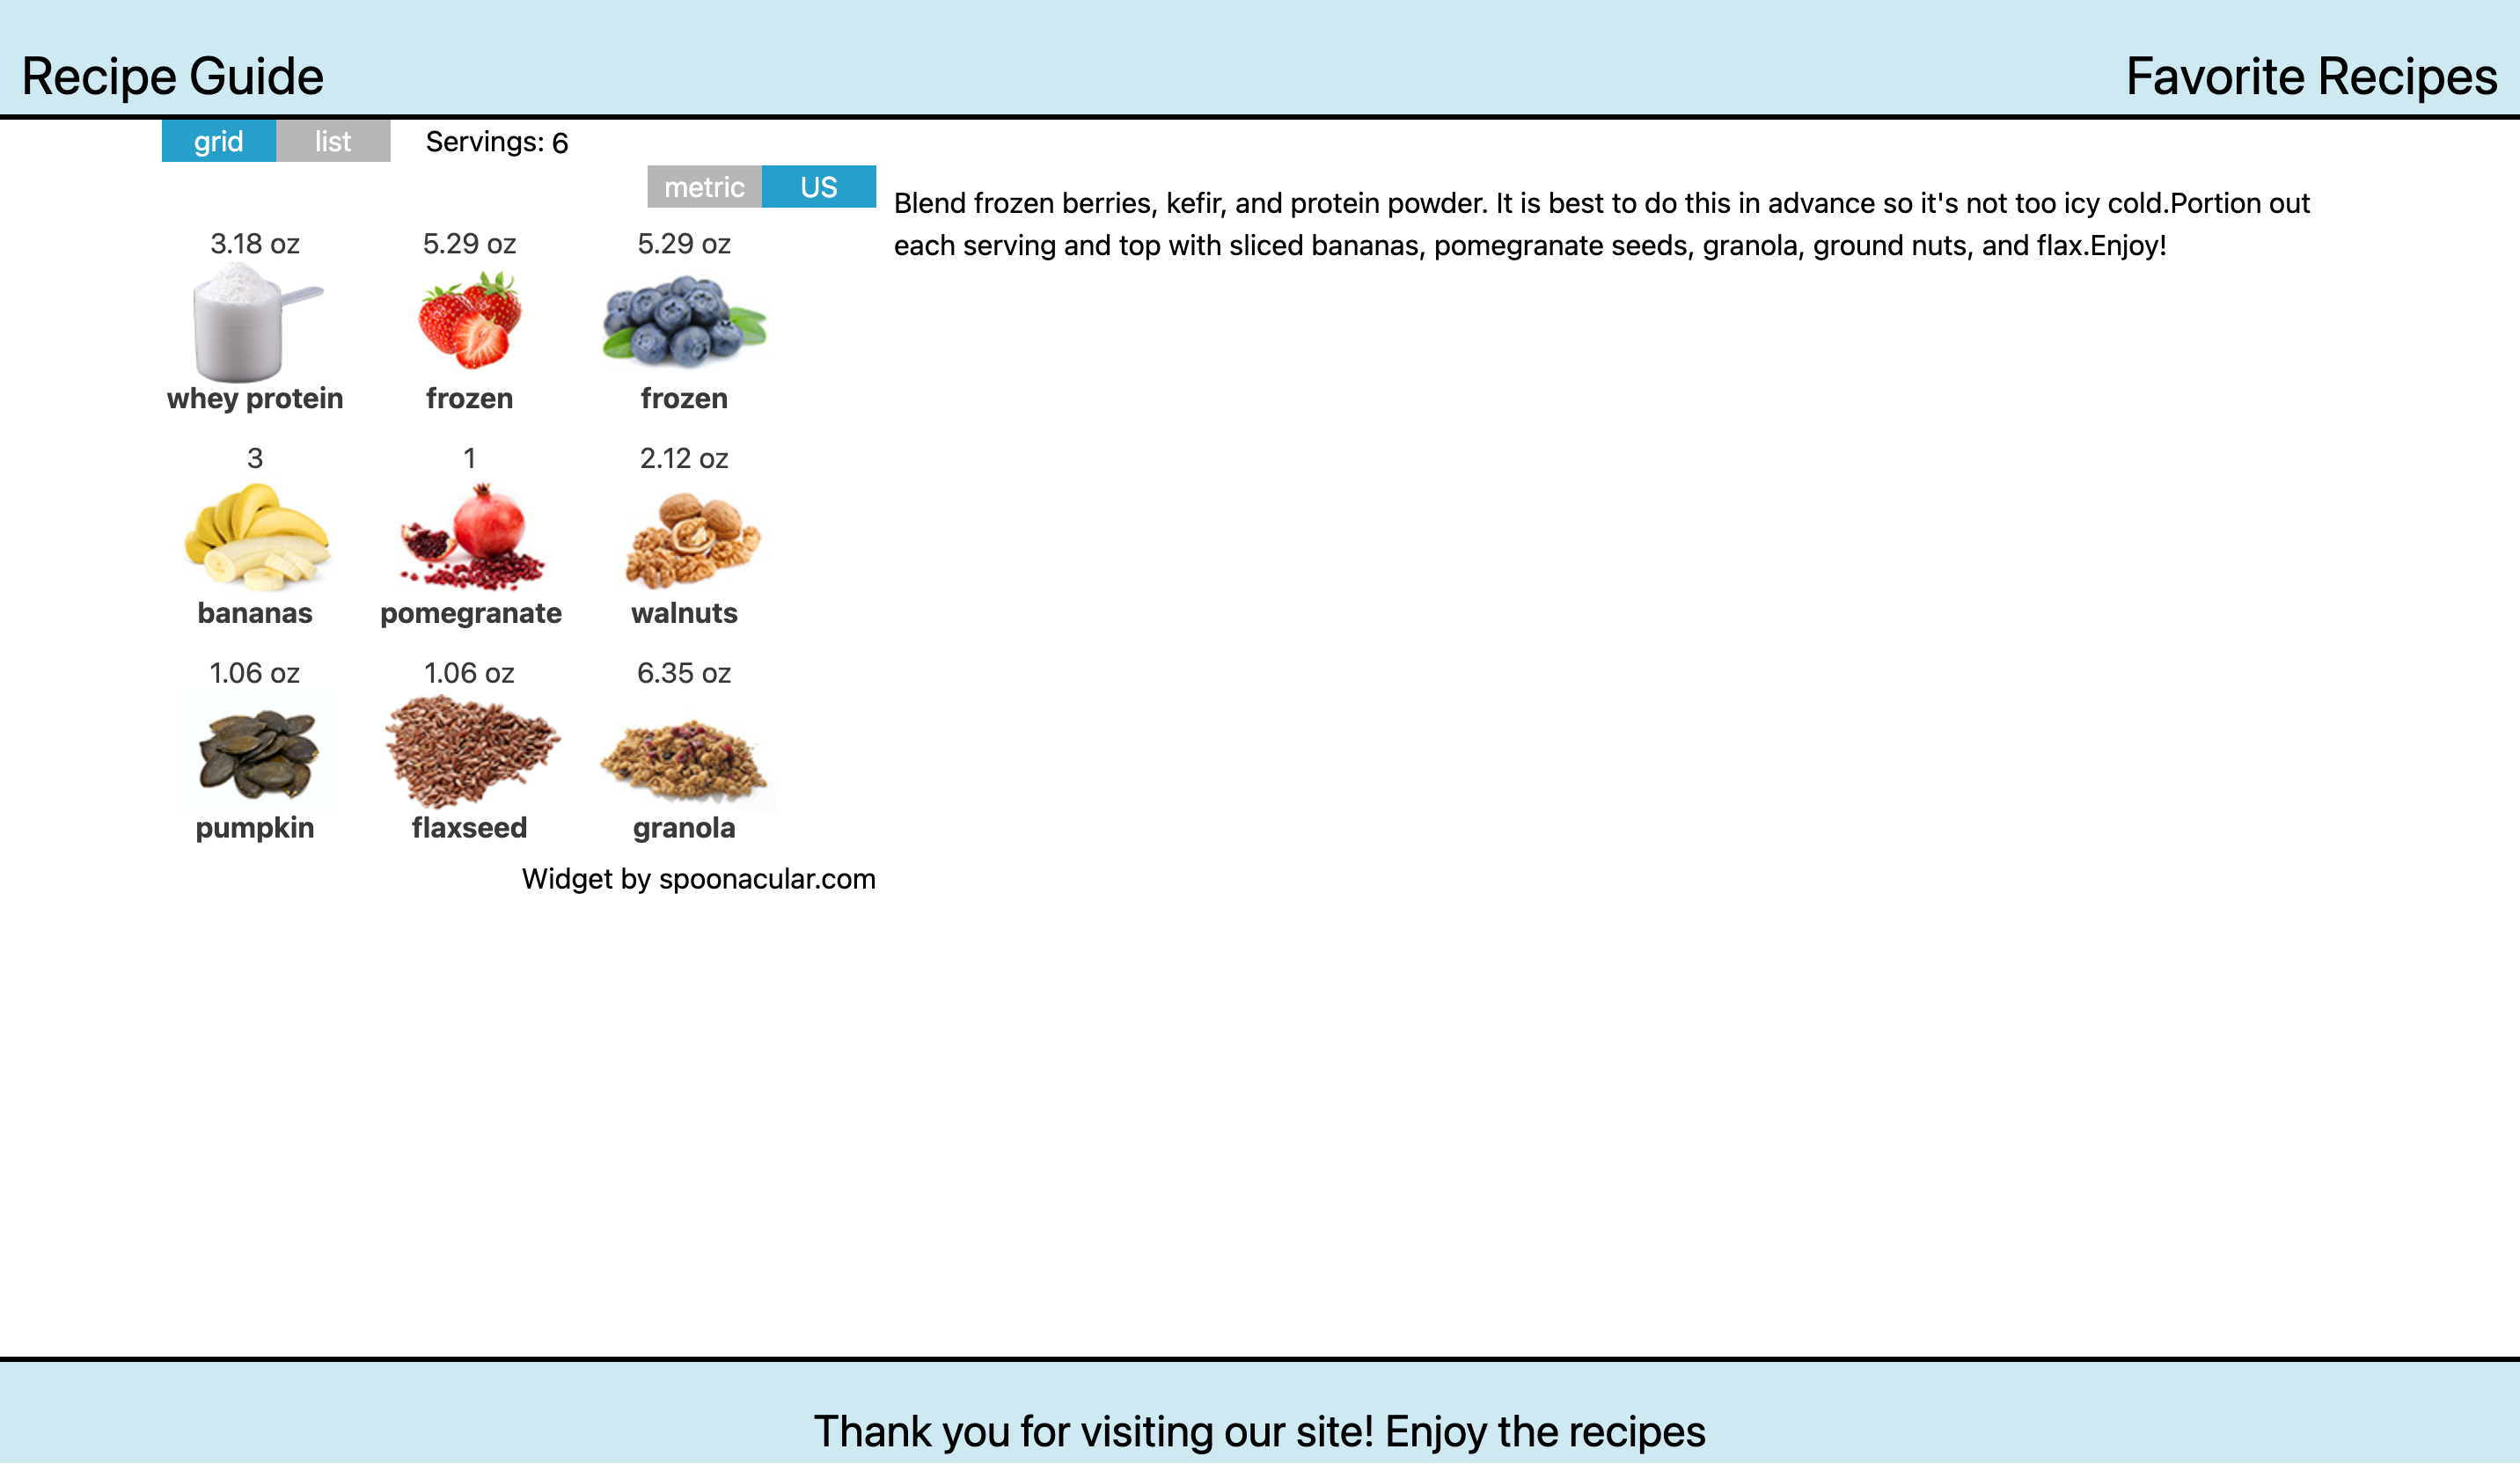 Recipe Guide
Favorite Recipes
grid
list
Servings: 6
metric
US
Blend frozen berries, kefir, and protein powder. It is best to do this in advance so it's not too icy cold.Portion out
each serving and top with sliced bananas, pomegranate seeds, granola, ground nuts, and flax.Enjoy!
3.18 oz
5.29 oz
5.29 oz
whey protein
frozen
frozen
3
1
2.12 oz
bananas
pomegranate
walnuts
1.06 oz
1.06 oz
6.35 oz
pumpkin
flaxseed
granola
Widget by spoonacular.com
Thank you for visiting our site! Enjoy the recipes